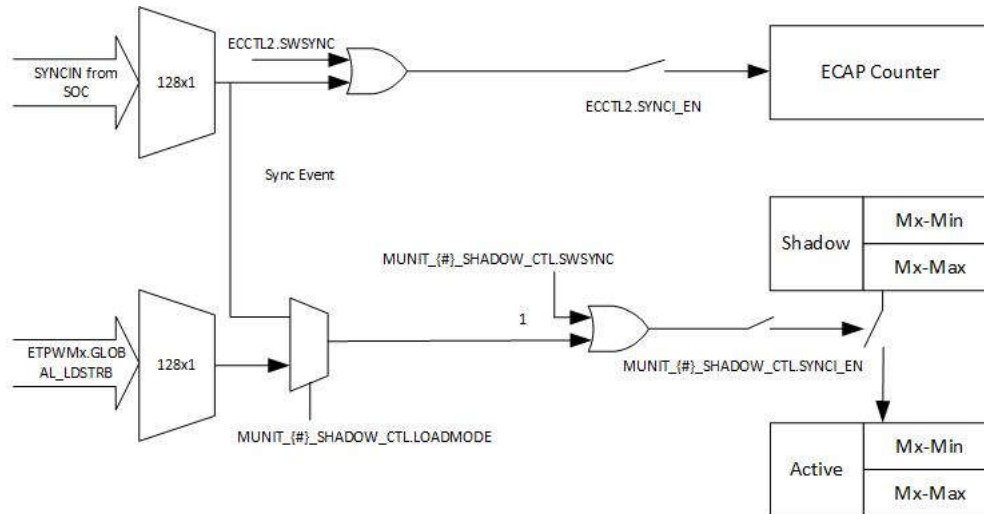 ECCTL2.SWSYNC
SYNCIN from
SOC
128x1
ECAP Counter
ECCTL2.SYNCI_EN
Sync Event
MUNIT_{#}_SHADOW_CTL.SWSYNC
Shadow
Mx-Min
Mx-Max
1
ETPWMx.GLOB
AL_LDSTRB
128x1
MUNIT_{#}_SHADOW_CTL.SYNCI_EN
MUNIT_{#}_SHADOW_CTL.LOADMODE
Active
Mx-Min
Mx-Max